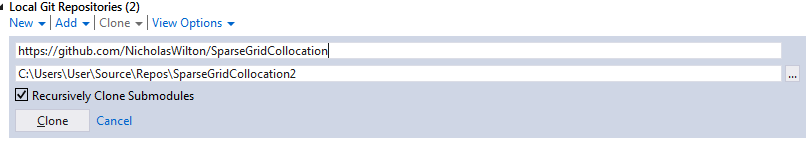 Local Git Repositories (2)
New Add Clone View Options
https://github.com/NicholasWilton/SparseGridCollocation
C:\Users\User\Source\Repos\SparseGridCollocation2
...
Recursively Clone Submodules
Clone Cancel